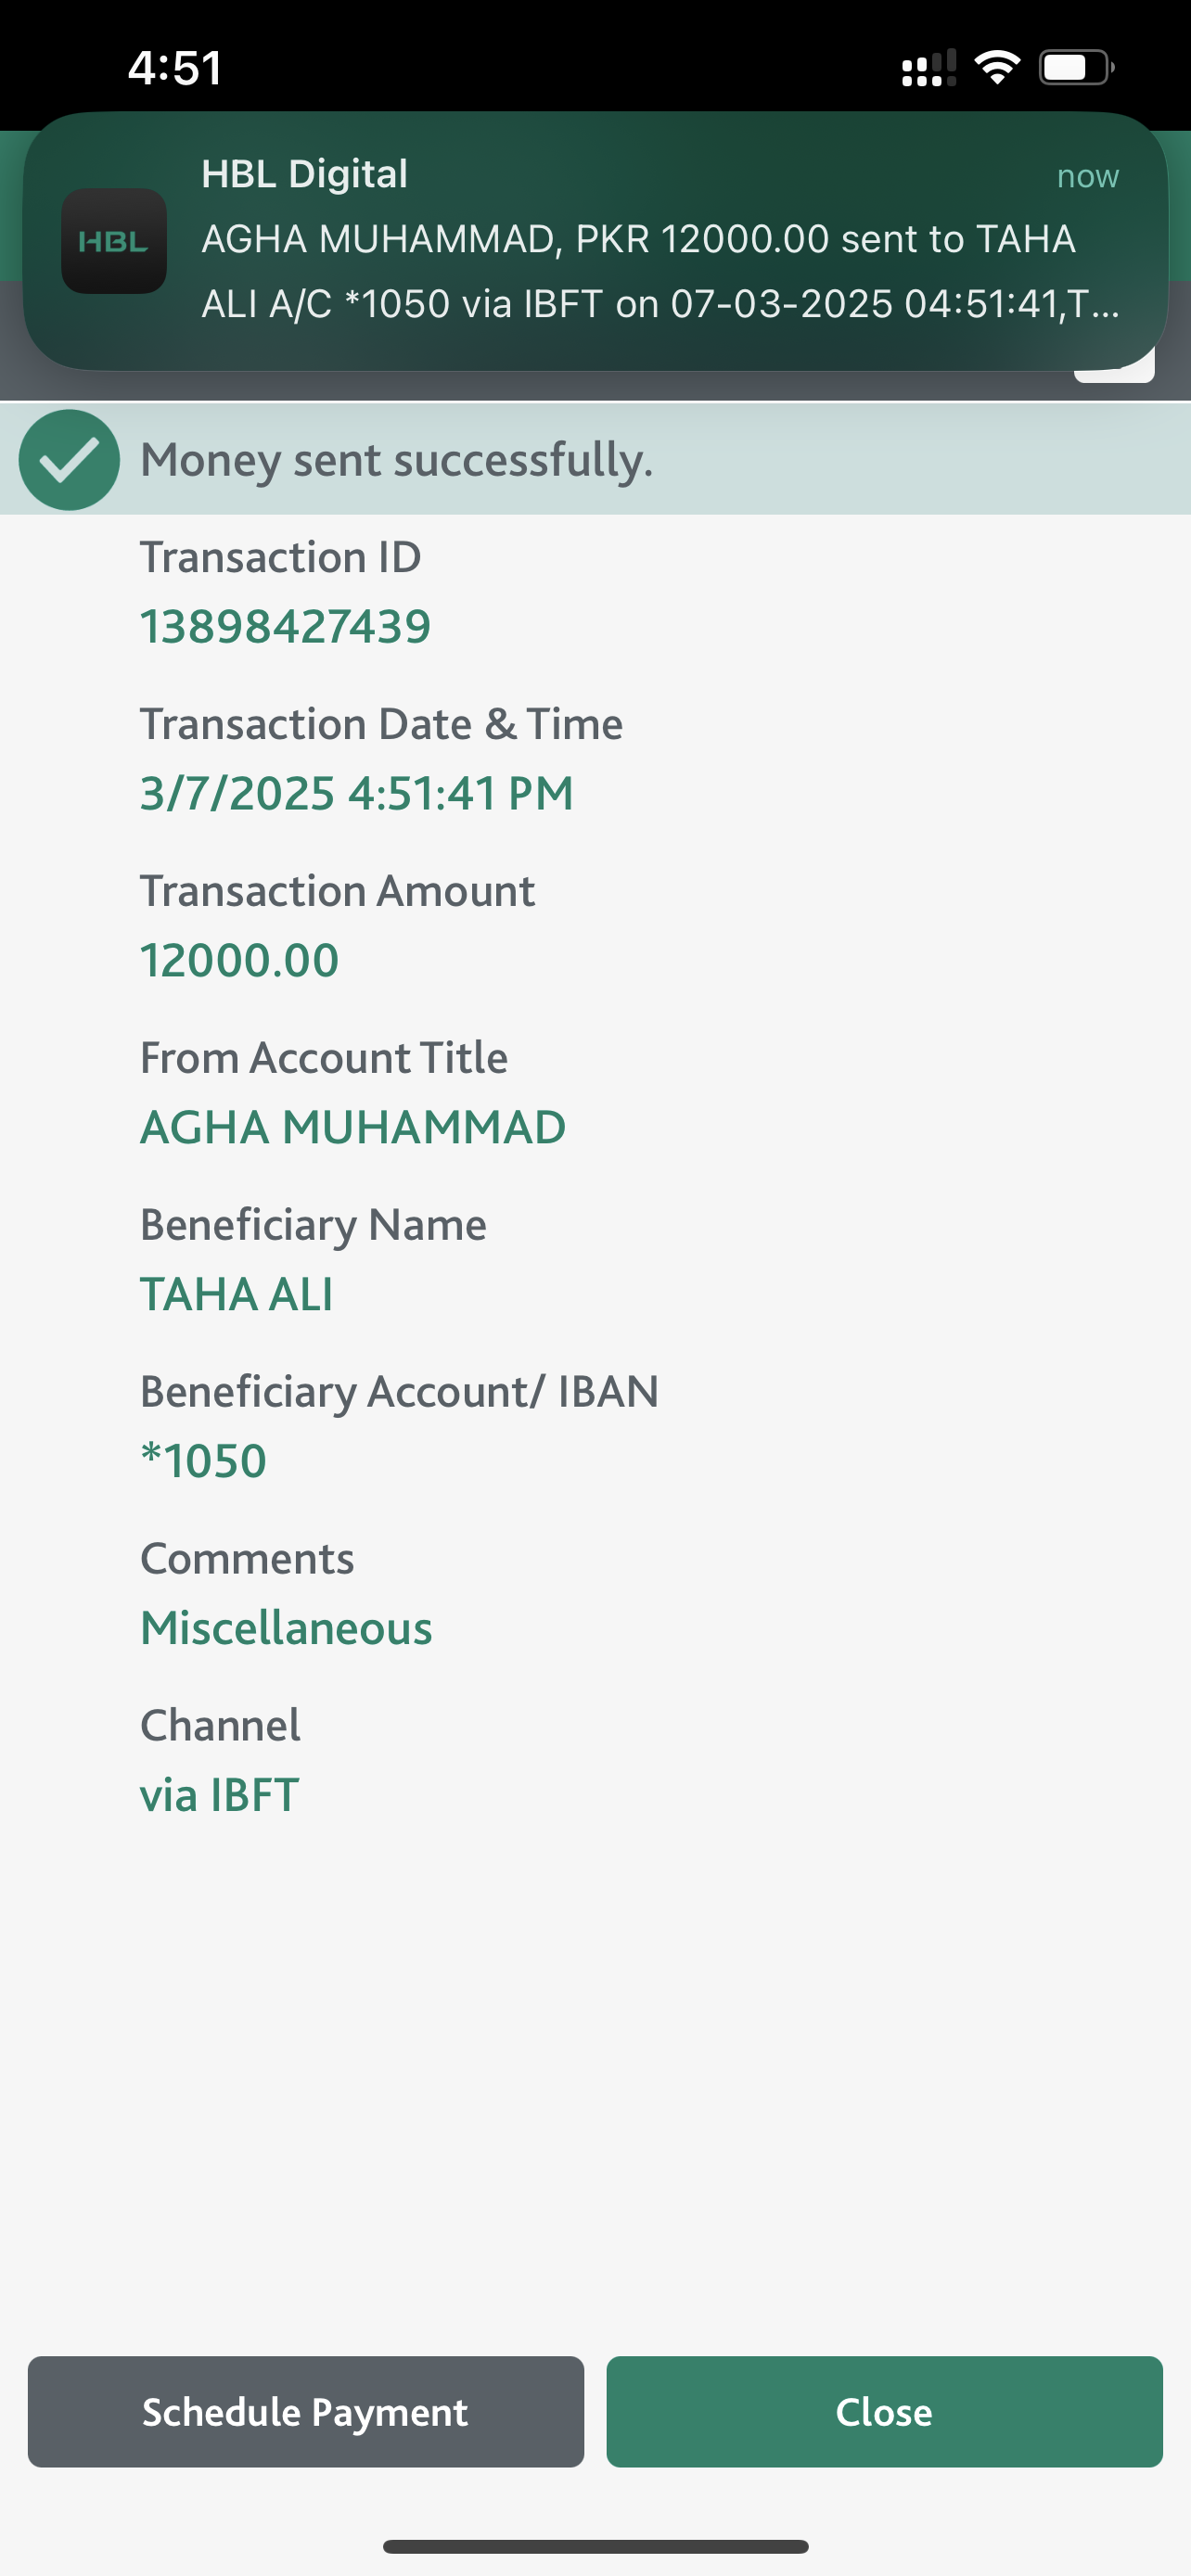 4:51
HBL Digital now
HBL
AGHA MUHAMMAD, PKR 12000.00 sent to TAHA
ALI A/C *1050 via IBFT on 07-03-2025 04:51:41,T...
Money sent successfully.
Transaction ID
13898427439
Transaction Date & Time
3/7/2025 4:51:41 PM
Transaction Amount
12000.00
From Account Title
AGHA MUHAMMAD
Beneficiary Name
TAHA ALI
Beneficiary Account/ IBAN
*1050
Comments
Miscellaneous
Channel
via IBFT
Schedule Payment
Close